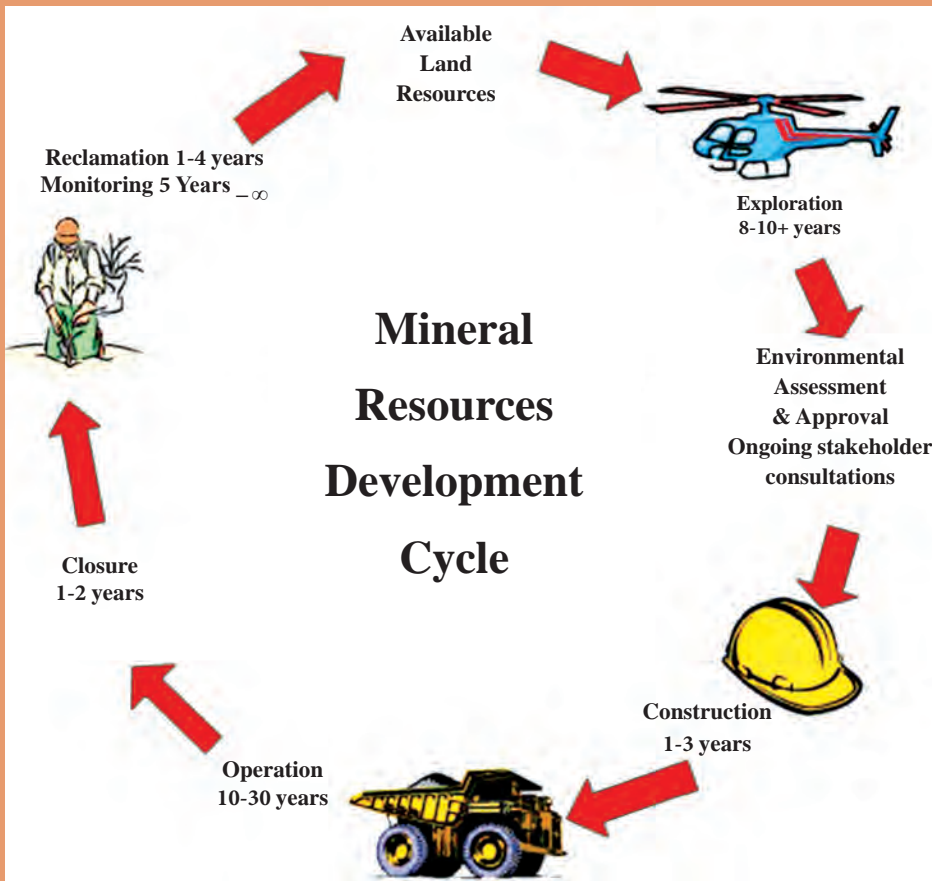 Available
Land
Resources
Exploration
8-10+ years
Environmental
Assessment
& Approval
Ongoing stakeholder
consultations
Construction
1-3 years
Operation
10-30 years
Closure
1-2 years
Reclamation 1-4 years
Monitoring 5 Years _∞
Mineral
Resources
Development
Cycle